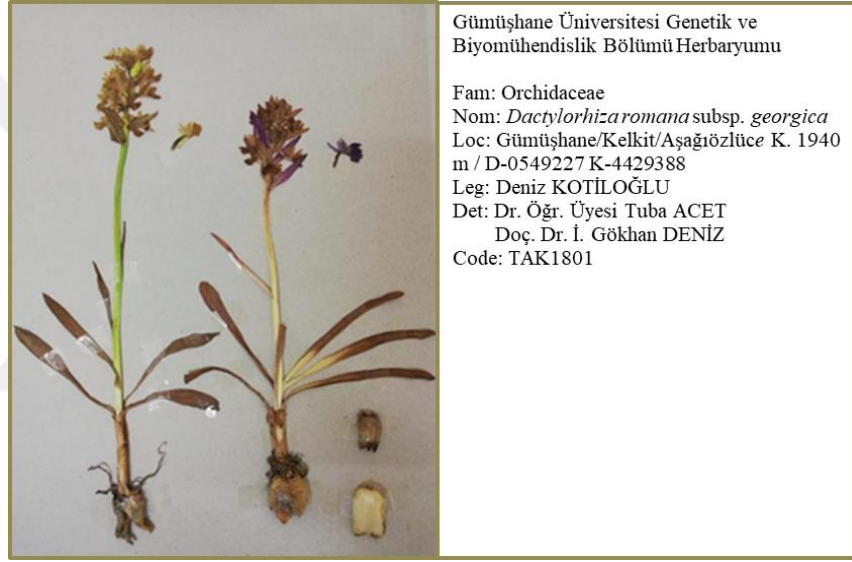 Gümüşhane Üniversitesi Genetik ve
Biyomühendislik Bölümü Herbaryumu
Fam: Orchidaceae
Nom: Dactylorhiza romana subsp. georgica
Loc: Gümüşhane/Kelkit/Aşağıözlüce K. 1940
m / D-0549227 K-4429388
Leg: Deniz KOTİLOĞLU
Det: Dr. Öğr. Üyesi Tuba ACET
Doç. Dr. İ. Gökhan DENİZ
Code: TAK1801